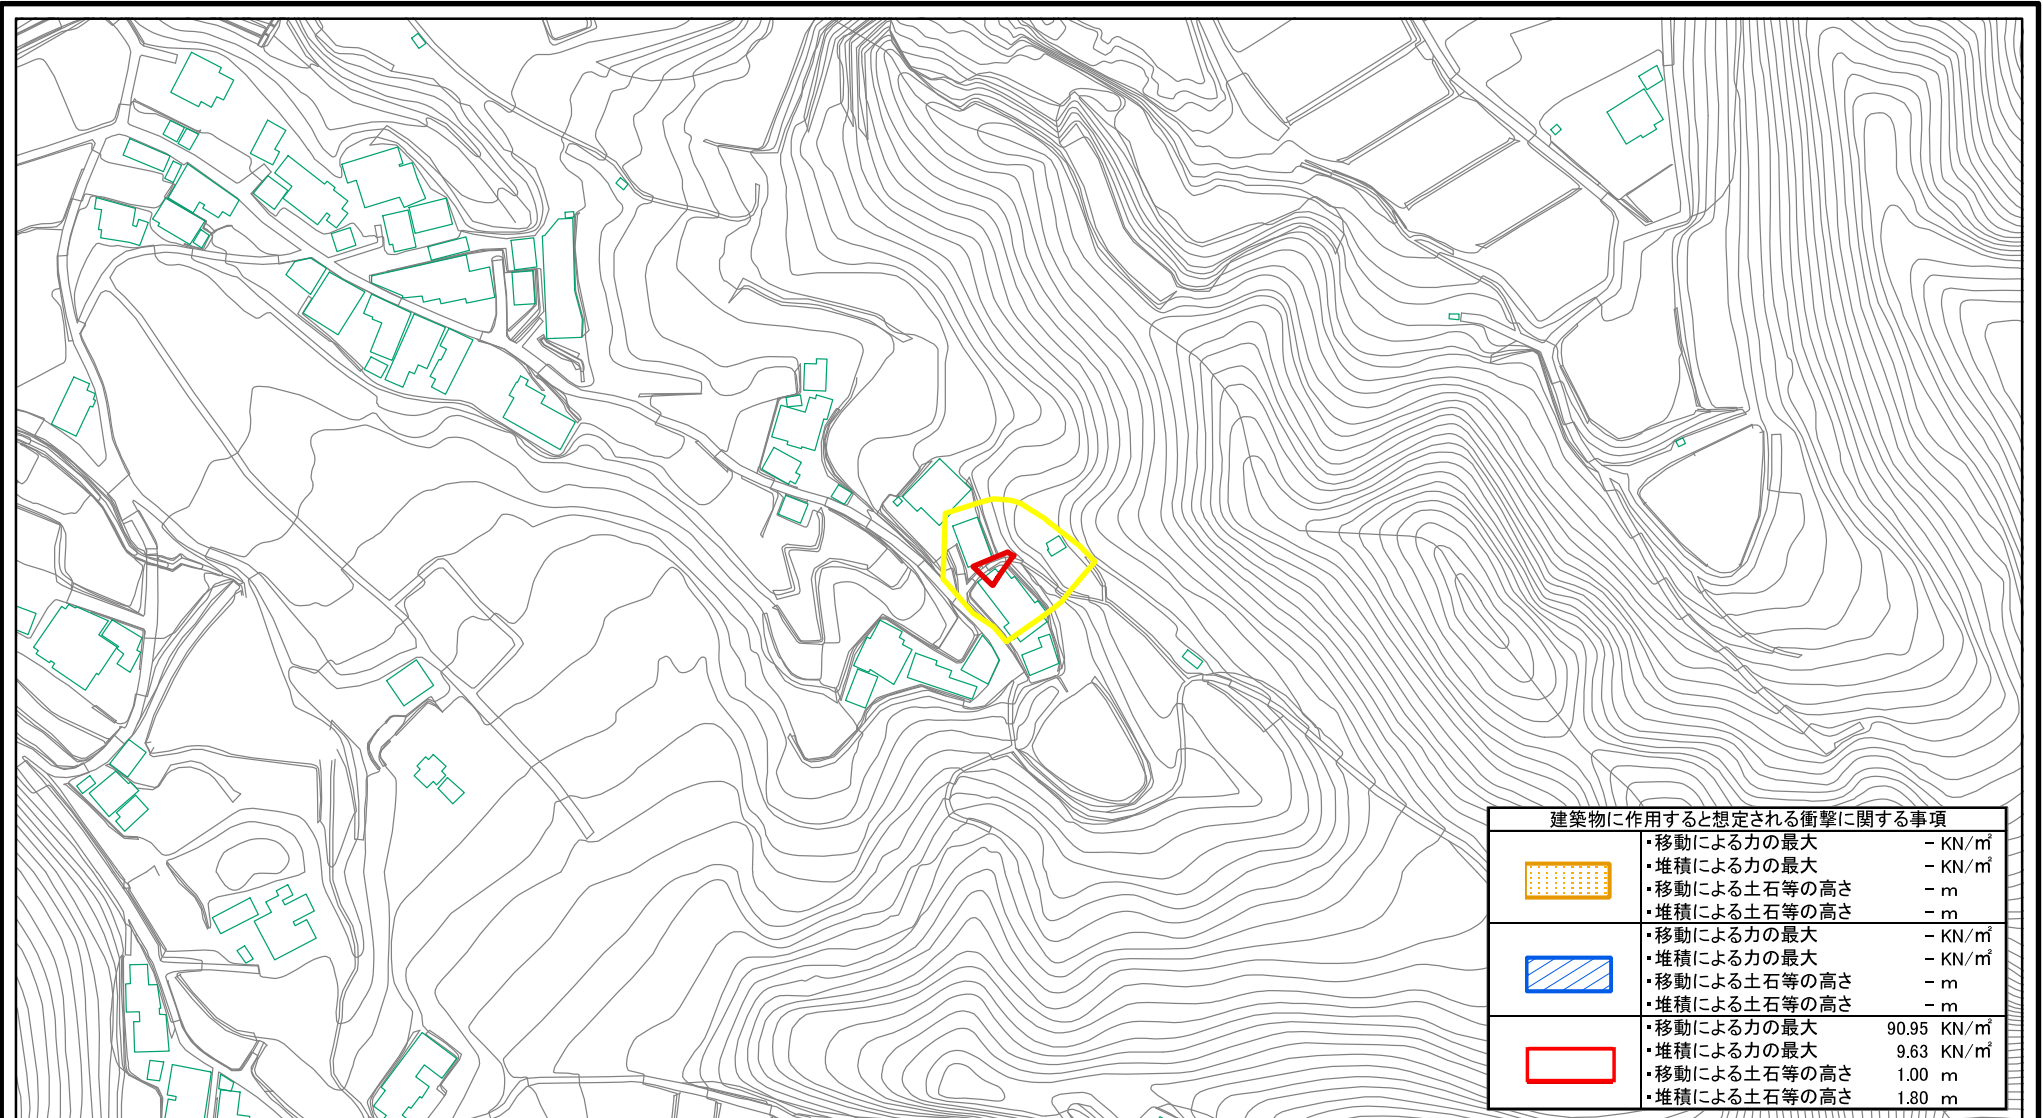 建築物に作用すると想定される衝撃に関する事項
・移動による力の最大 － KN/㎡
・堆積による力の最大 － KN/㎡
・移動による土石等の高さ － m
・堆積による土石等の高さ － m
・移動による力の最大 － KN/㎡
・堆積による力の最大 － KN/㎡
・移動による土石等の高さ － m
・堆積による土石等の高さ － m
・移動による力の最大 90.95 KN/㎡
・堆積による力の最大 9.63 KN/㎡
・移動による土石等の高さ 1.00 m
・堆積による土石等の高さ 1.80 m